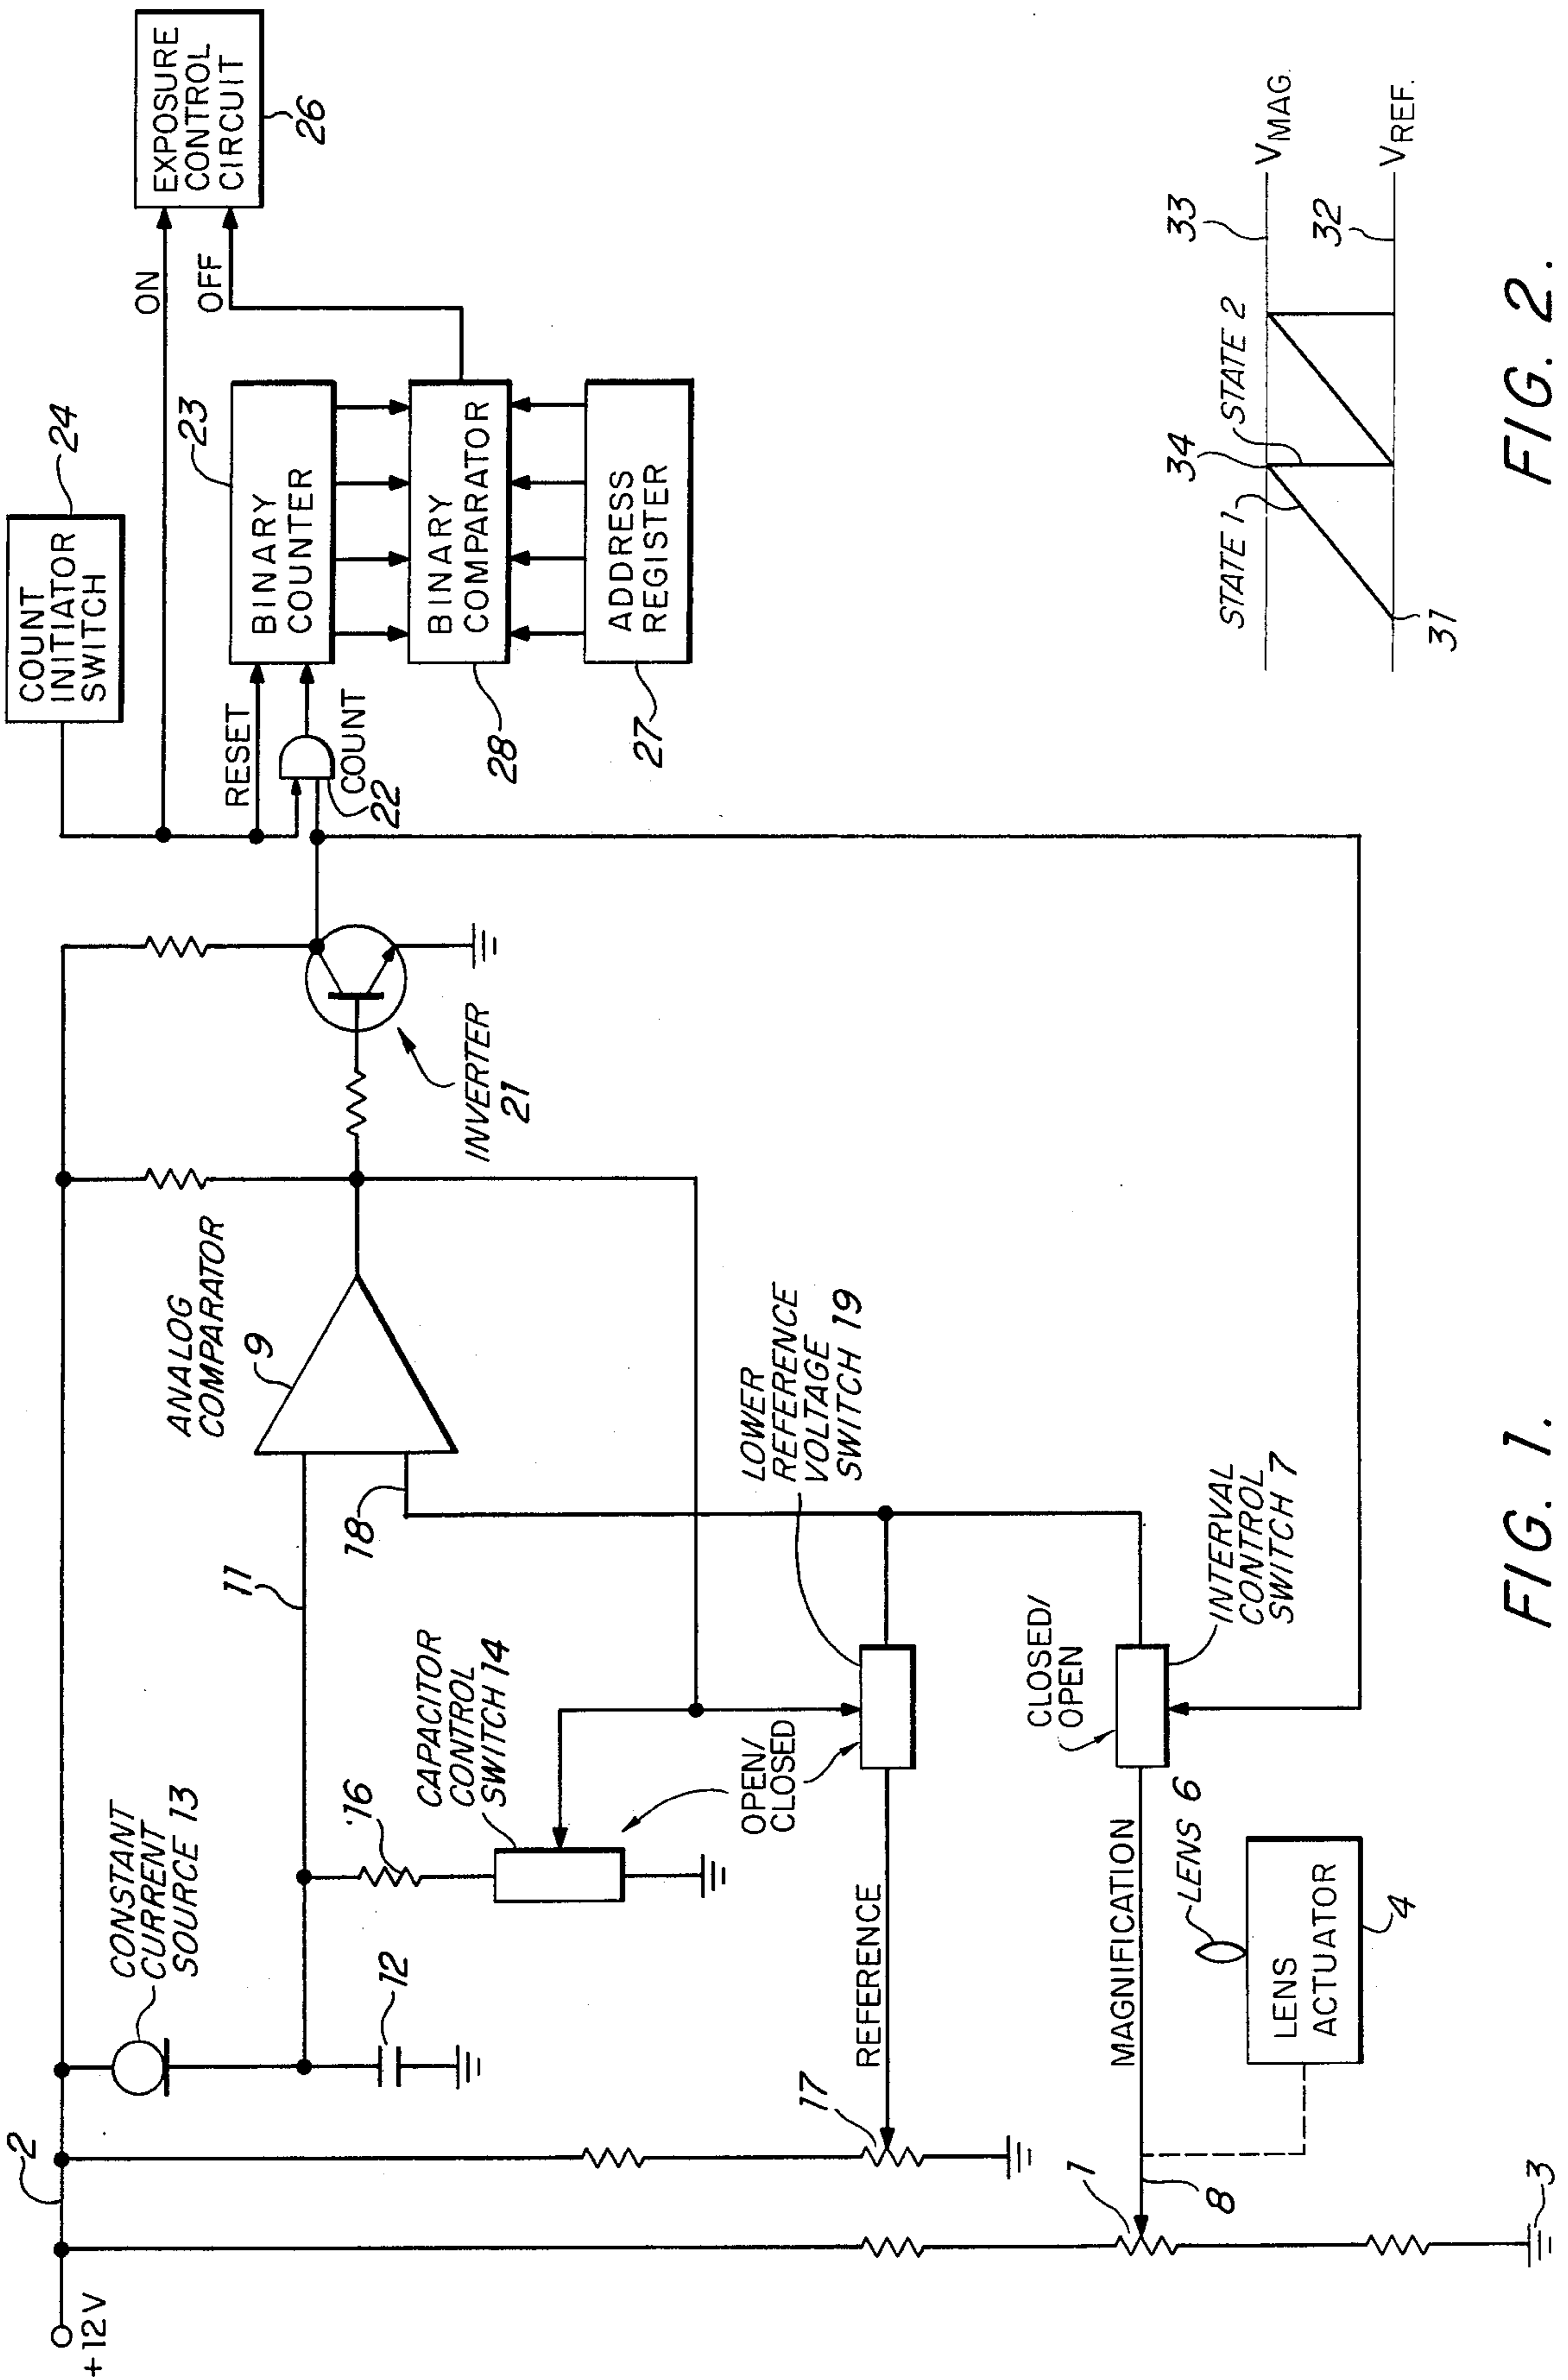 +12V
2
CONSTANT
CURRENT
SOURCE 13
12
11
16
CAPACITOR
CONTROL
SWITCH 14
OPEN/
CLOSED
ANALOG
COMPARATOR
9
18
INVERTER
21
COUNT
INITIATOR
SWITCH
24
RESET
COUNT
22
BINARY
COUNTER
23
BINARY
COMPARATOR
28
ADDRESS
REGISTER
27
ON
OFF
EXPOSURE
CONTROL
CIRCUIT
26
LOWER
REFERENCE
VOLTAGE
SWITCH 19
REFERENCE
17
1
8
3
MAGNIFICATION
CLOSED/
OPEN
INTERVAL
CONTROL
SWITCH 7
LENS 6
LENS
ACTUATOR
4
FIG. 1.
STATE 1
34
STATE 2
33
VMAG.
31
32
VREF.
FIG. 2.